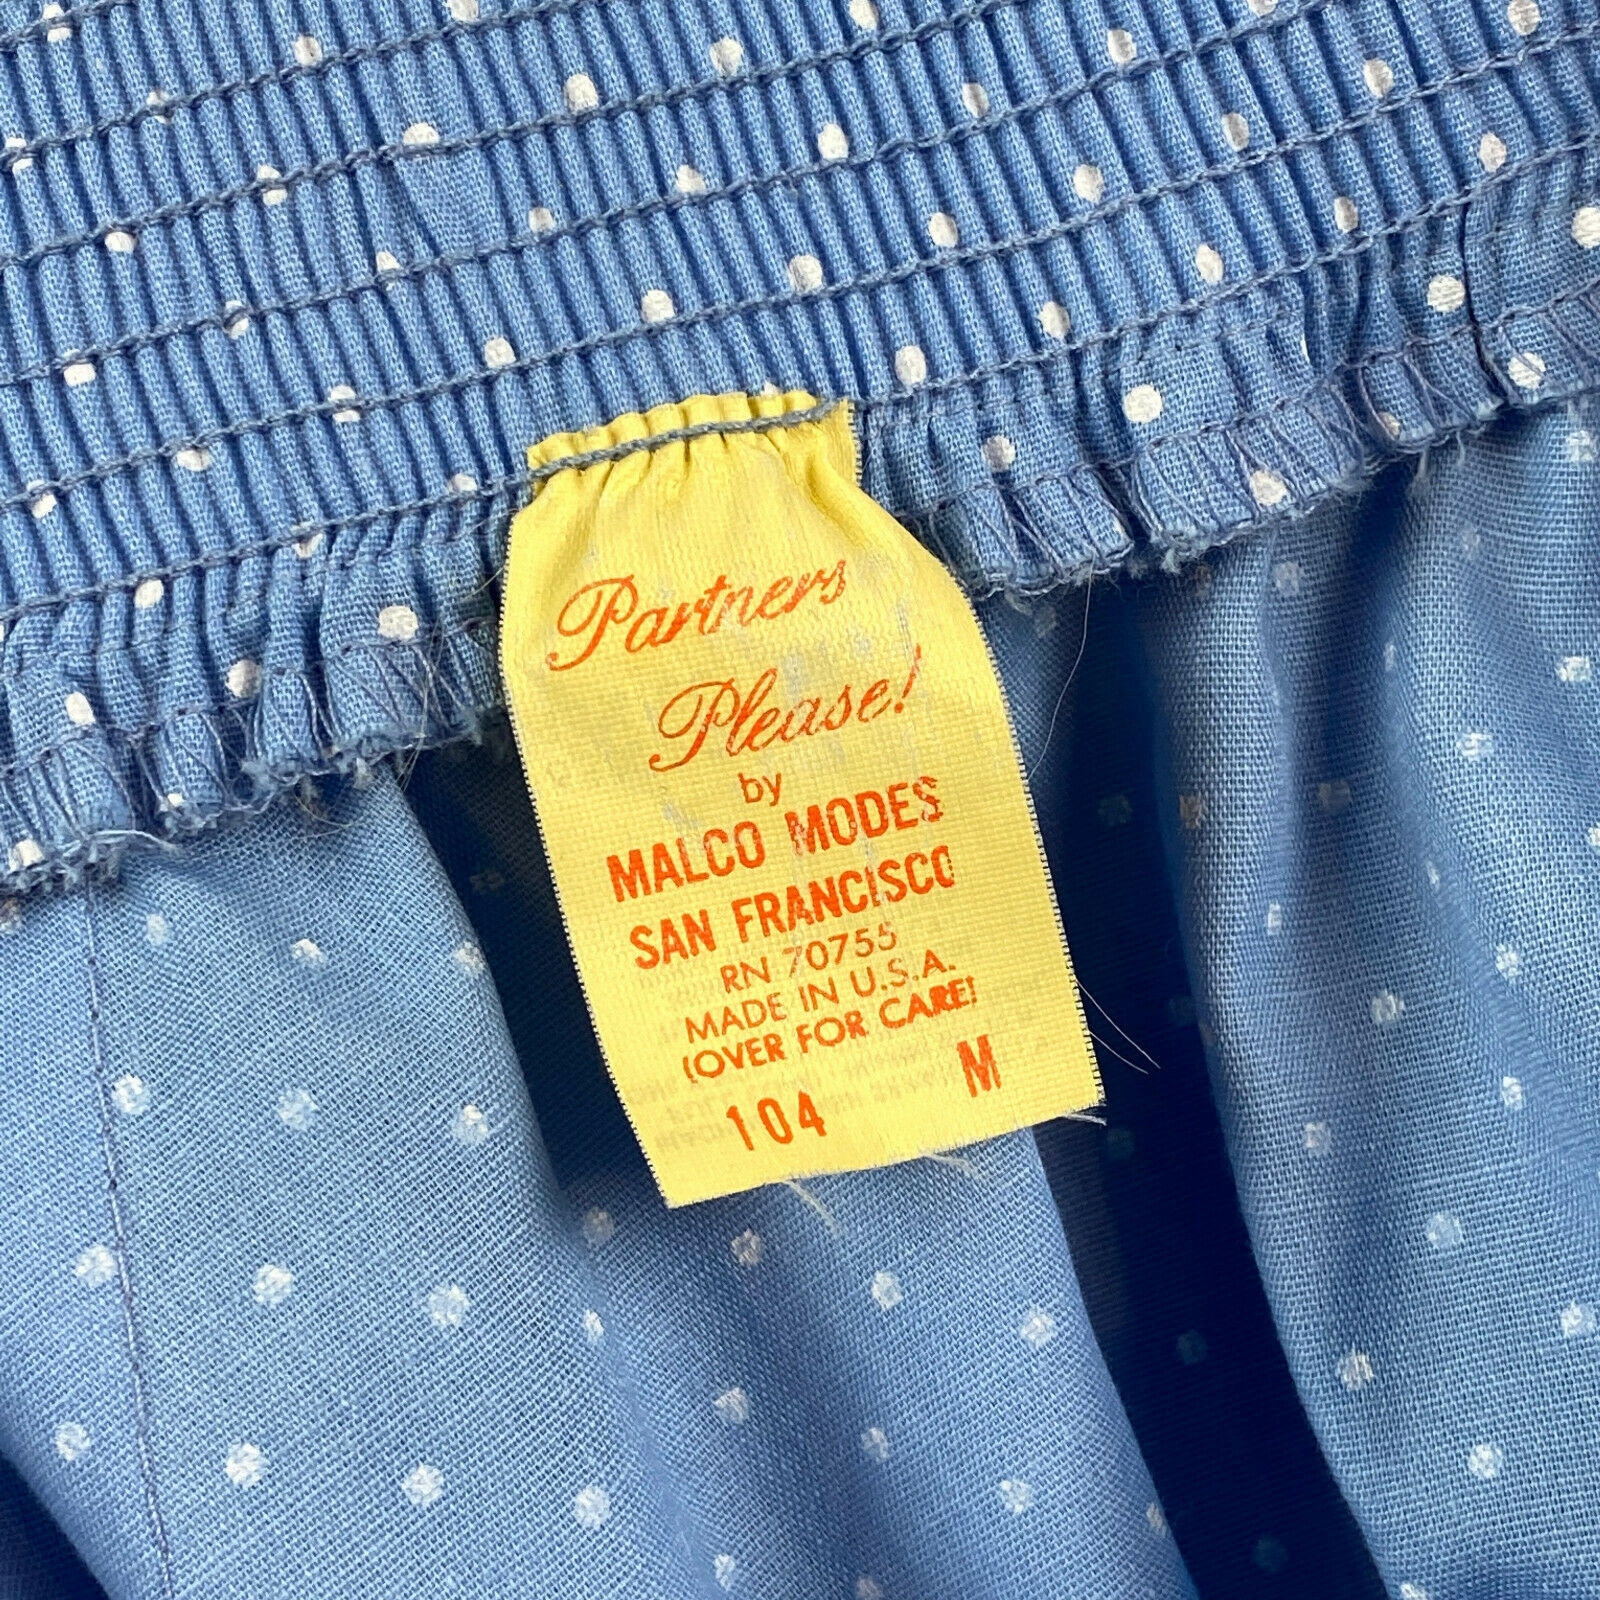 Partners
Please!
by
MALCO MODES
SAN FRANCISCO
RN 70755
MADE IN U.S.A.
(OVER FOR CARE)
104 M